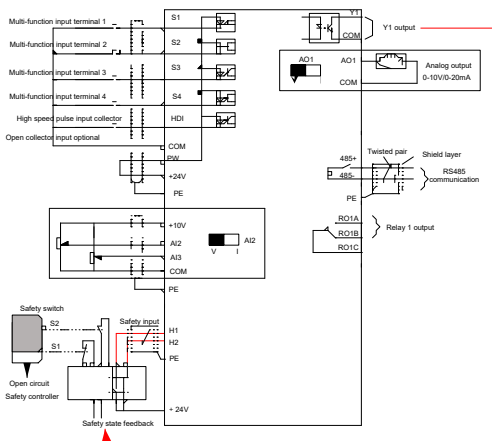 Multi-function input terminal 1
S1
Multi-function input terminal 2
S2
Multi-function input terminal 3
S3
Multi-function input terminal 4
S4
High speed pulse input collector
HDI
Open collector input optional
COM
PW
+24V
PE
+10V
AI2
AI3
COM
AI2
V I
PE
Safety switch
S2
S1
Open circuit
Safety controller
Safety input
H1
H2
PE
+ 24V
Safety state feedback
Y1
COM
Y1 output
AO1
AO1
COM
Analog output
0-10V/0-20mA
Twisted pair
Shield layer
485+
485-
RS485
communication
PE
RO1A
RO1B
RO1C
Relay 1 output